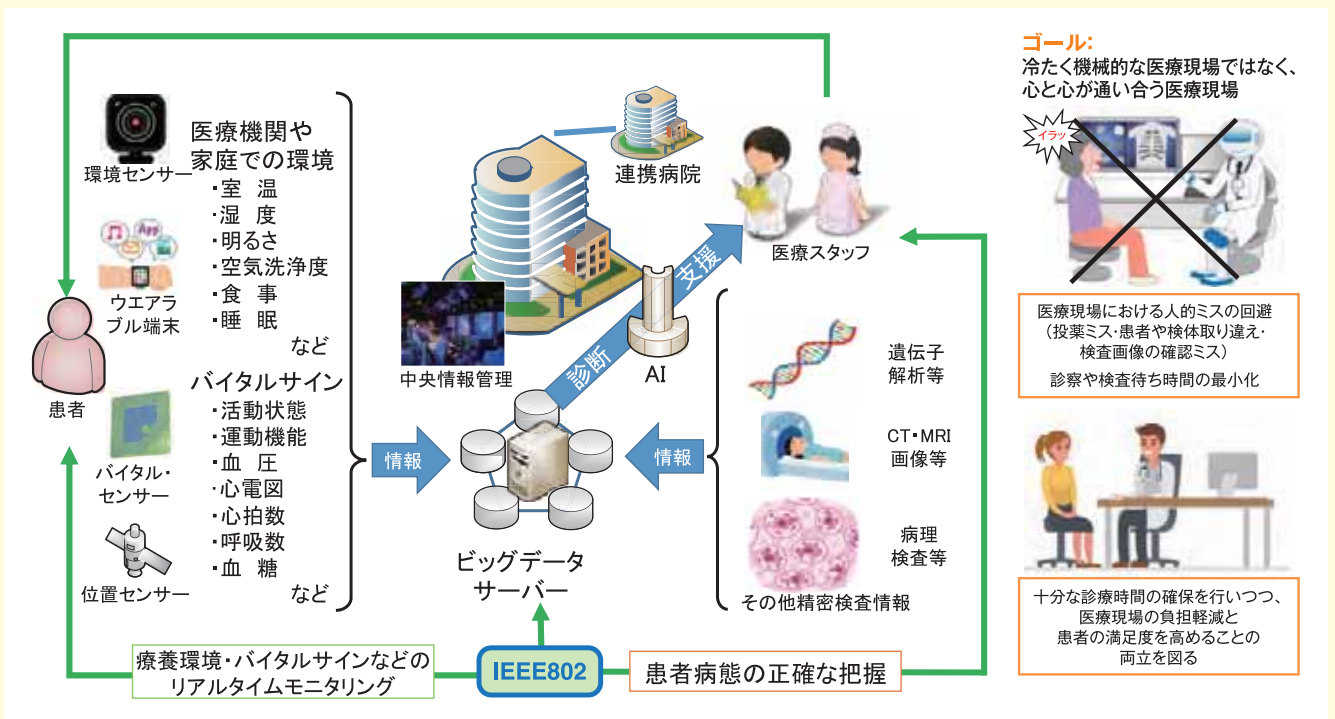 環境センサー
ウエアラ
ブル端末
患者
バイタル・
センサー
位置センサー
医療機関や
家庭での環境
・室 温
・湿 度
・明るさ
・空気洗浄度
・食 事
・睡 眠
など
バイタルサイン
・活動状態
・運動機能
・血 圧
・心電図
・心拍数
・呼吸数
・血 糖
など
情報
連携病院
中央情報管理
診断
支援
AI
医療スタッフ
ビッグデータ
サーバー
情報
遺伝子
解析等
CT・MRI
画像等
病理
検査等
その他精密検査情報
療養環境・バイタルサインなどの
リアルタイムモニタリング
IEEE802
患者病態の正確な把握
ゴール:
冷たく機械的な医療現場ではなく、
心と心が通い合う医療現場
イラッ
医療現場における人的ミスの回避
(投薬ミス・患者や検体取り違え・
検査画像の確認ミス)
診察や検査待ち時間の最小化
十分な診療時間の確保を行いつつ、
医療現場の負担軽減と
患者の満足度を高めることの
両立を図る
App